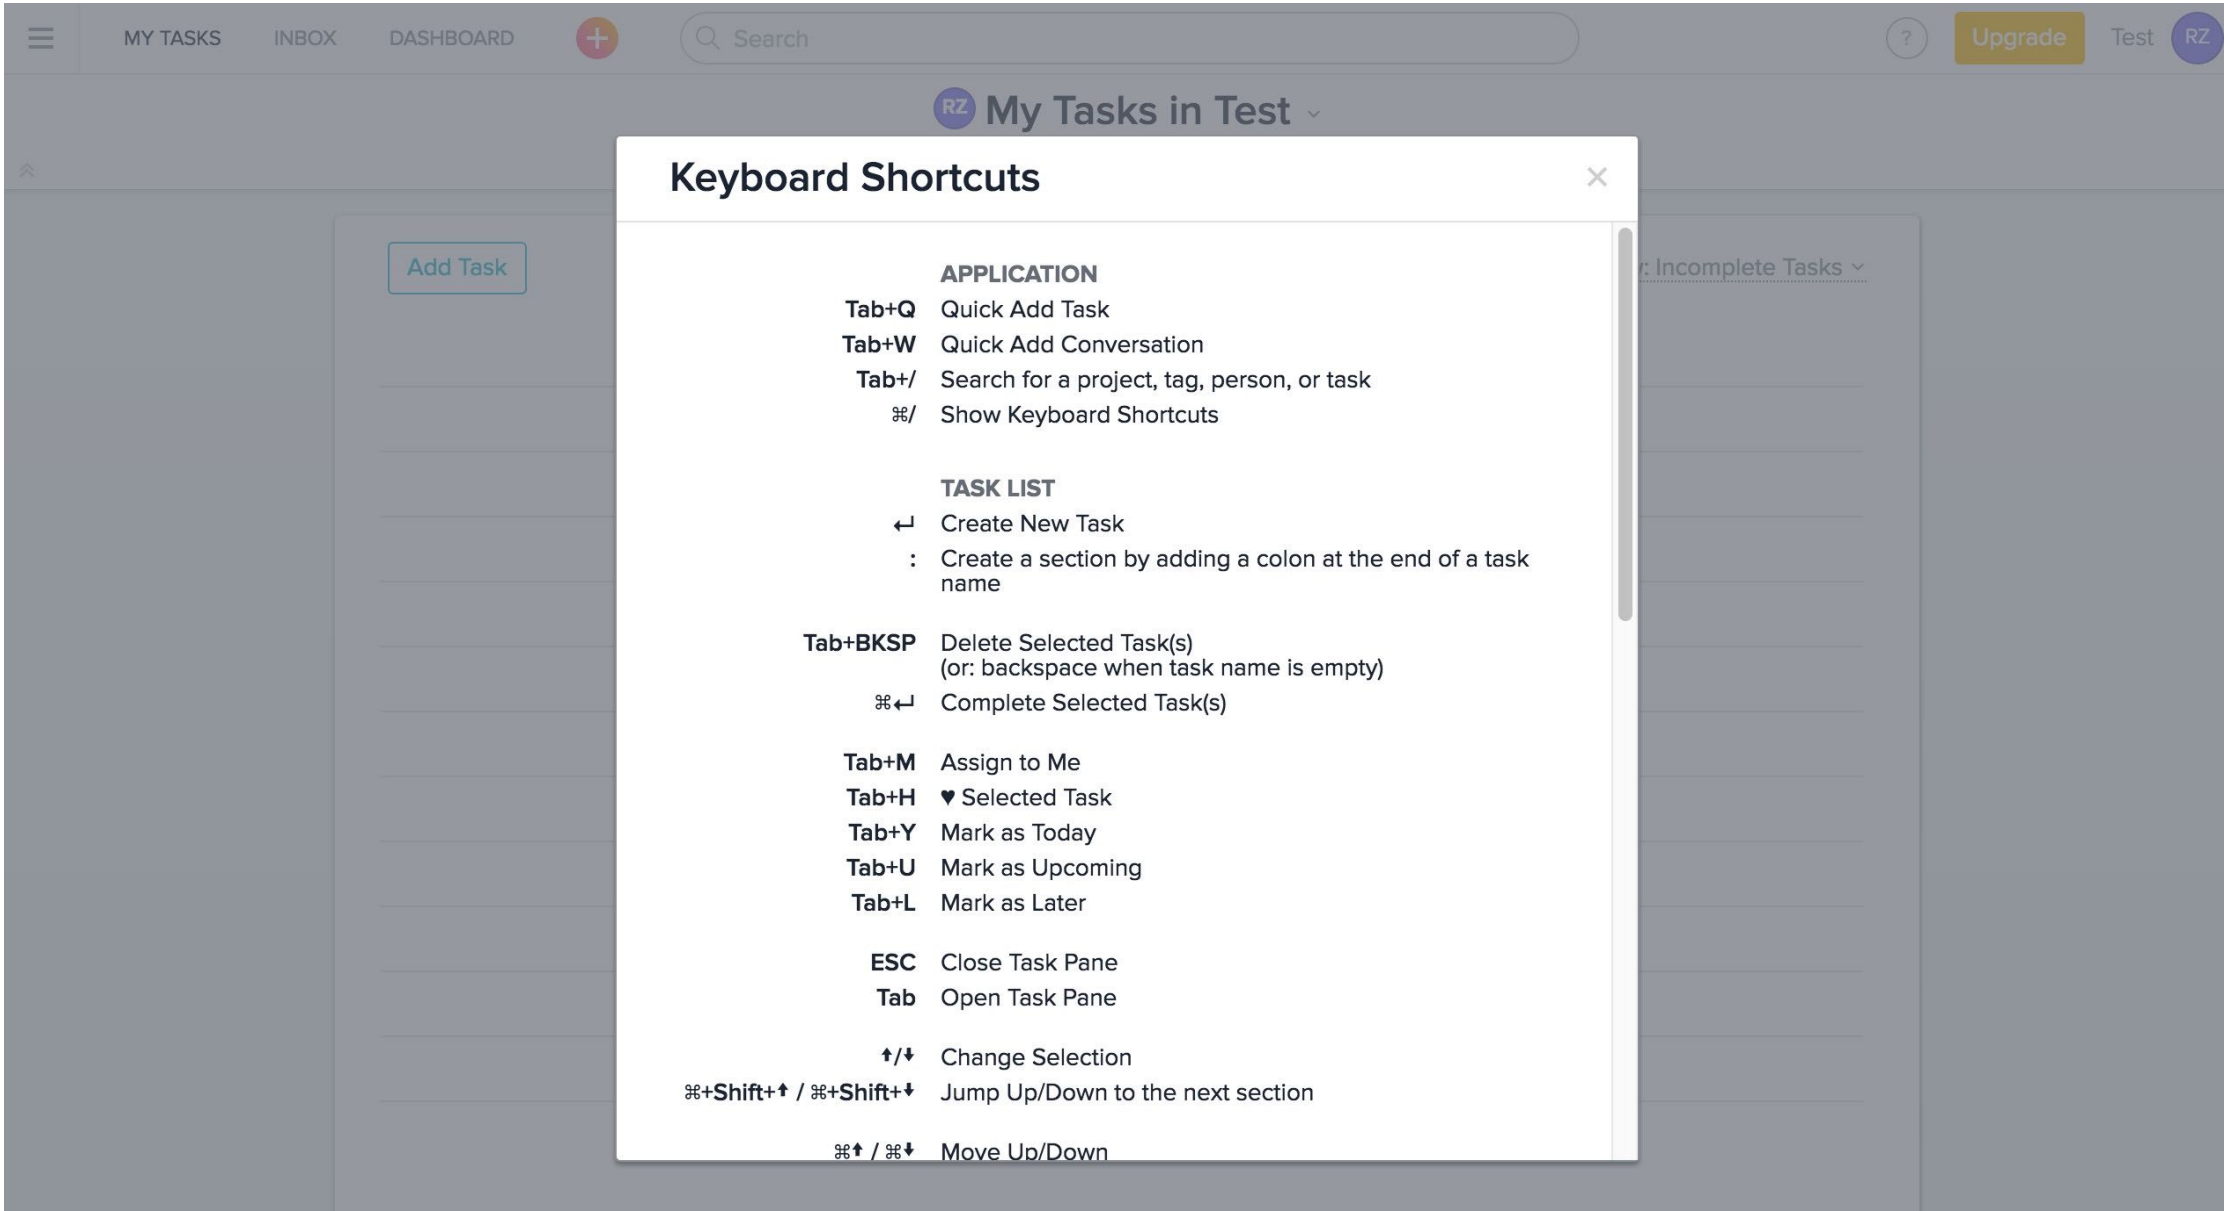 MY TASKS INBOX DASHBOARD + Search ? Upgrade Test RZ
RZ My Tasks in Test
Keyboard Shortcuts ×
Add Task
: Incomplete Tasks
APPLICATION
Tab+Q Quick Add Task
Tab+W Quick Add Conversation
Tab+/ Search for a project, tag, person, or task
⌘/ Show Keyboard Shortcuts
TASK LIST
↵ Create New Task
: Create a section by adding a colon at the end of a task
name
Tab+BKSP Delete Selected Task(s)
(or: backspace when task name is empty)
⌘↵ Complete Selected Task(s)
Tab+M Assign to Me
Tab+H ♥ Selected Task
Tab+Y Mark as Today
Tab+U Mark as Upcoming
Tab+L Mark as Later
ESC Close Task Pane
Tab Open Task Pane
⬆/⬇ Change Selection
⌘+Shift+⬆ / ⌘+Shift+⬇ Jump Up/Down to the next section
⌘⬆ / ⌘⬇ Move Up/Down